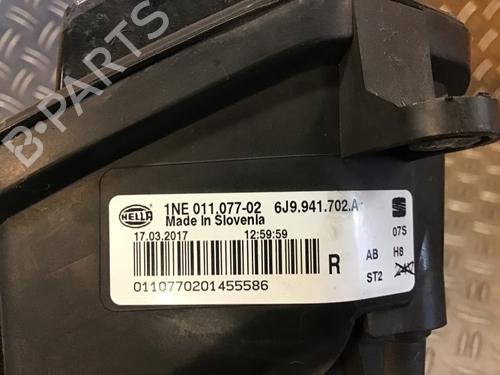 B-PARTS
HELLA
1NE 011.077-02 6J9.941.702.A
Made In Slovenia
17.03.2017 12:59:59
07S
R AB H8
ST2
0110770201455586